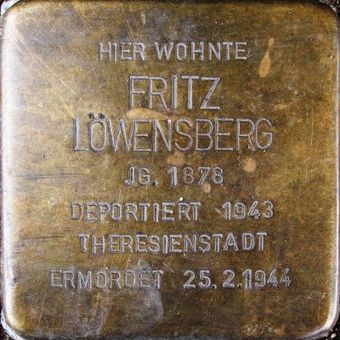 HIER WOHNTE
FRITZ
LÖWENSBERG
JG. 1878
DEPORTIERT 1943
THERESIENSTADT
ERMORDET 25.2.1944